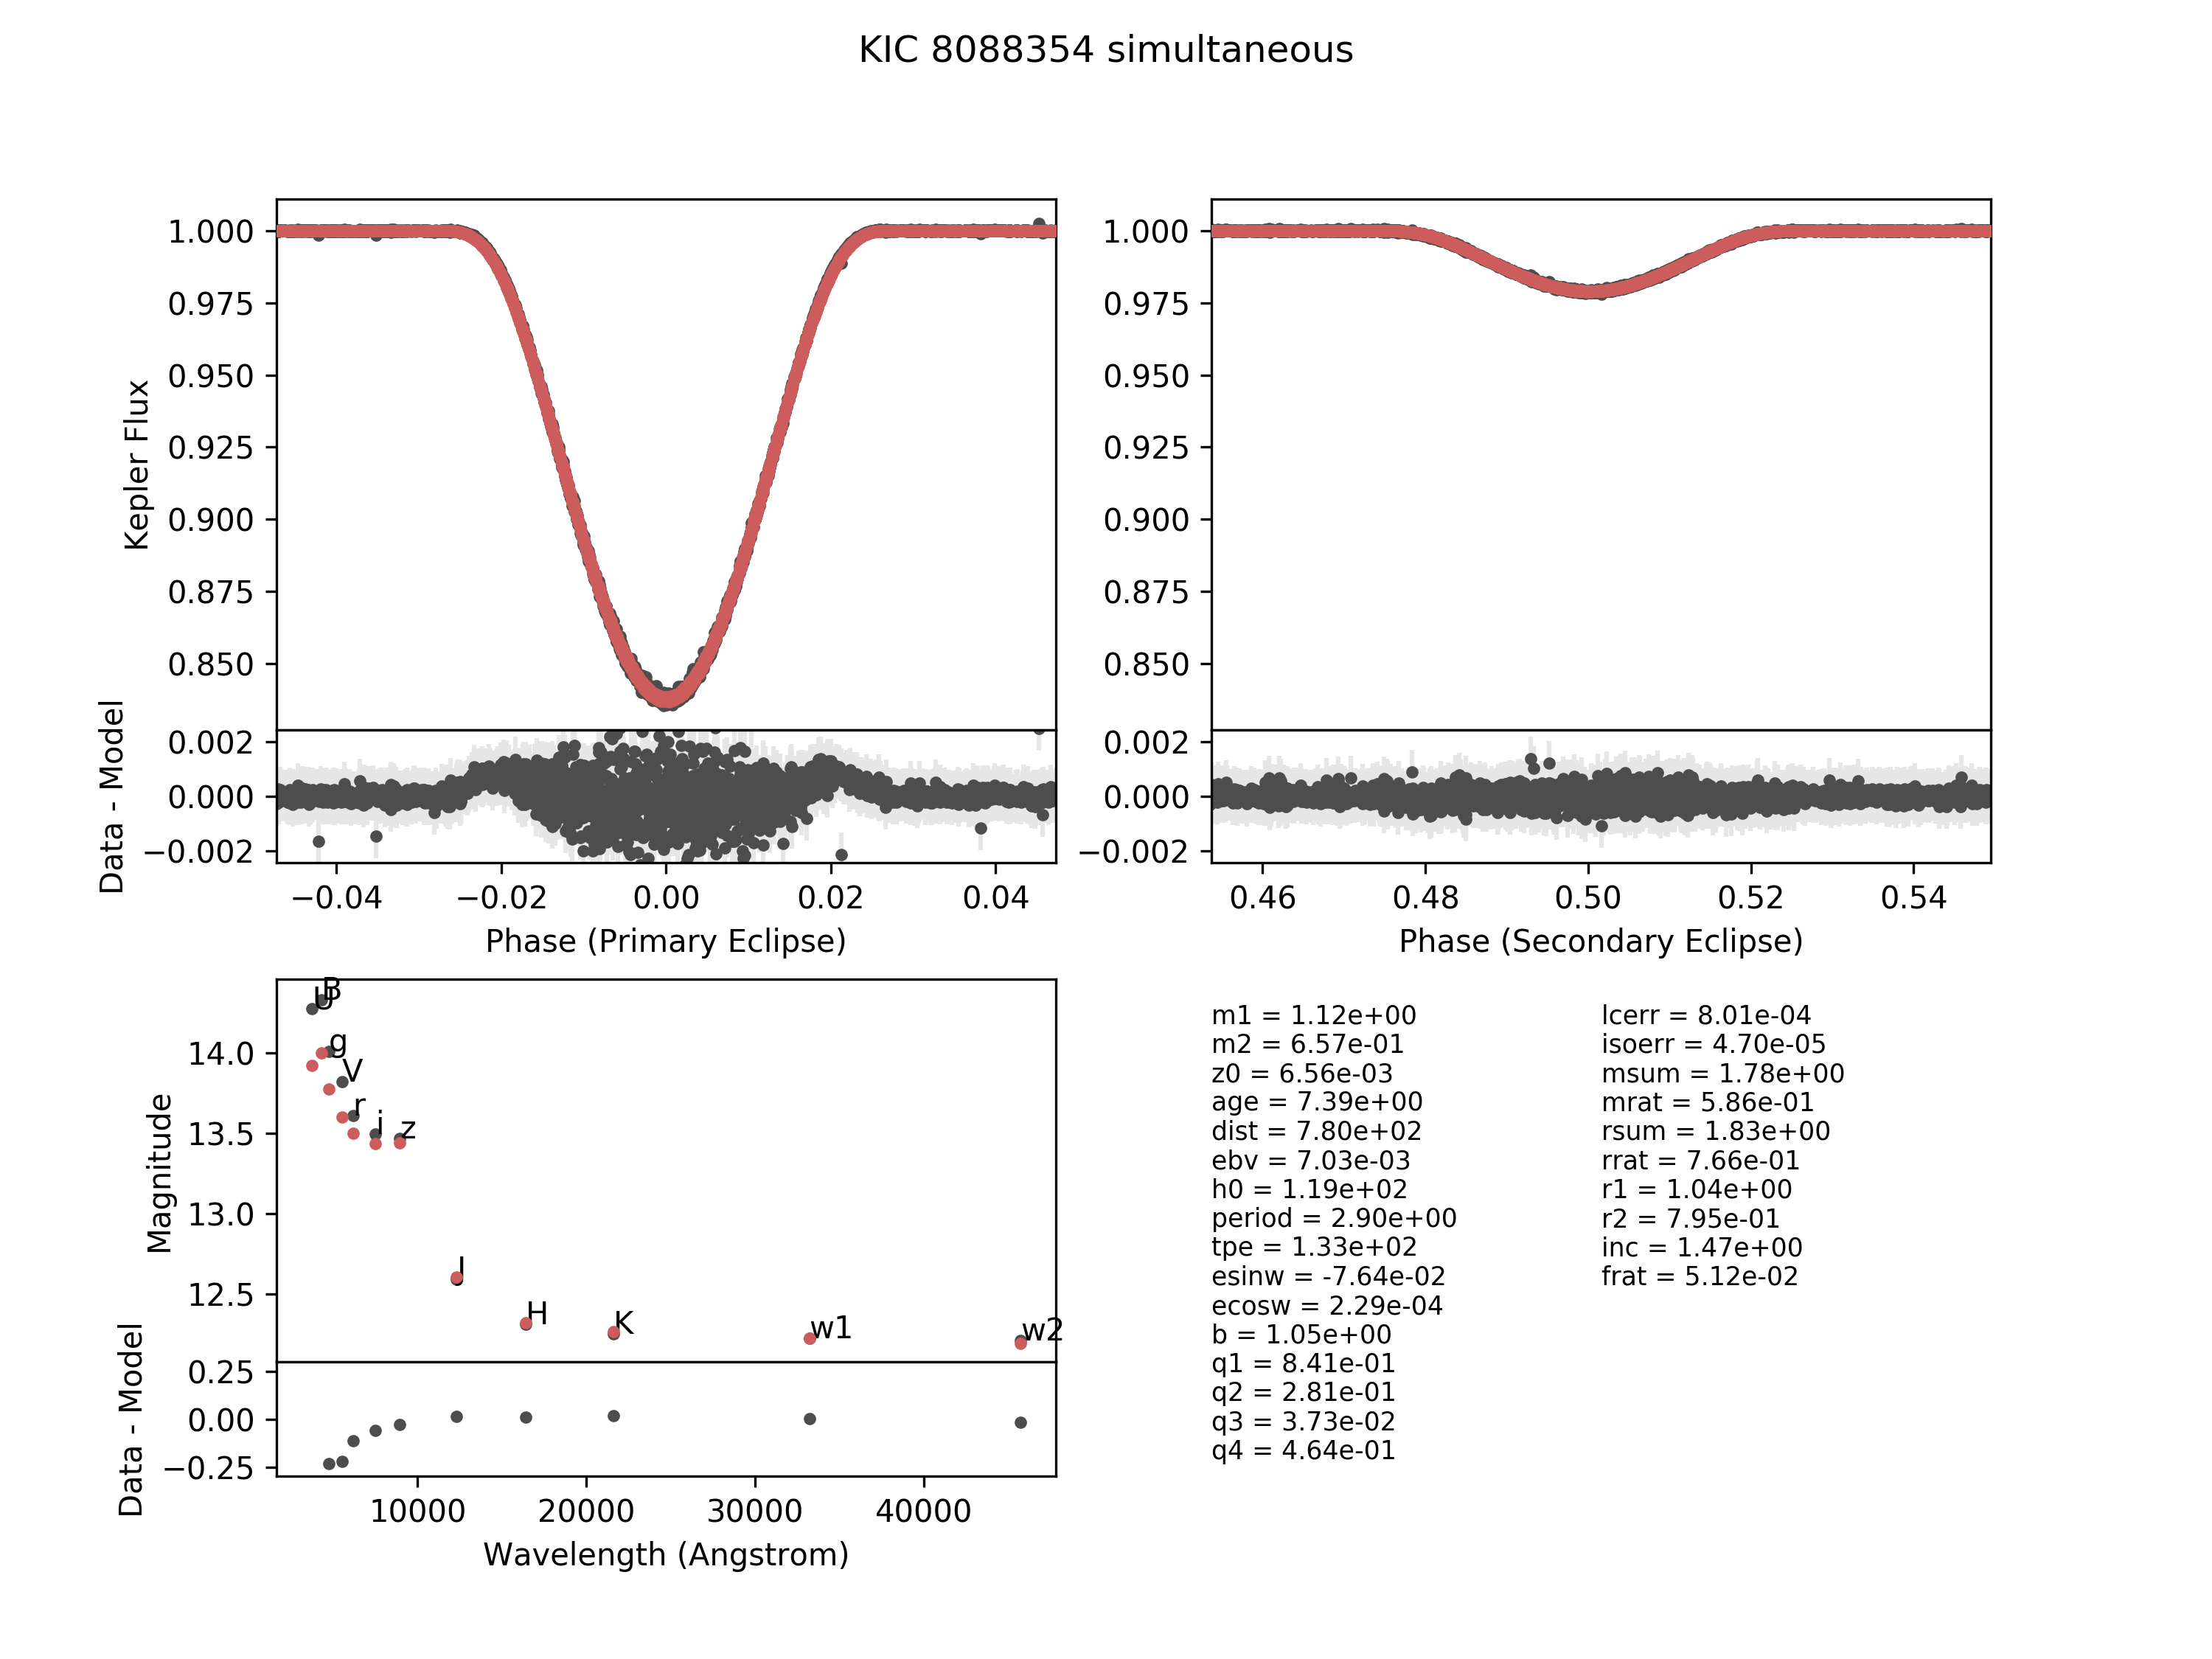 KIC 8088354 simultaneous
Kepler Flux
1.000
0.975
0.950
0.925
0.900
0.875
0.850
1.000
0.975
0.950
0.925
0.900
0.875
0.850
Data - Model
0.002
0.000
−0.002
0.002
0.000
−0.002
−0.04 −0.02 0.00 0.02 0.04
0.46 0.48 0.50 0.52 0.54
Phase (Primary Eclipse)
Phase (Secondary Eclipse)
Magnitude
14.0
13.5
13.0
12.5
U
B
g
V
r
i
z
J
H
K
w1
w2
Data - Model
0.25
0.00
−0.25
10000 20000 30000 40000
Wavelength (Angstrom)
m1 = 1.12e+00
m2 = 6.57e-01
z0 = 6.56e-03
age = 7.39e+00
dist = 7.80e+02
ebv = 7.03e-03
h0 = 1.19e+02
period = 2.90e+00
tpe = 1.33e+02
esinw = -7.64e-02
ecosw = 2.29e-04
b = 1.05e+00
q1 = 8.41e-01
q2 = 2.81e-01
q3 = 3.73e-02
q4 = 4.64e-01
lcerr = 8.01e-04
isoerr = 4.70e-05
msum = 1.78e+00
mrat = 5.86e-01
rsum = 1.83e+00
rrat = 7.66e-01
r1 = 1.04e+00
r2 = 7.95e-01
inc = 1.47e+00
frat = 5.12e-02